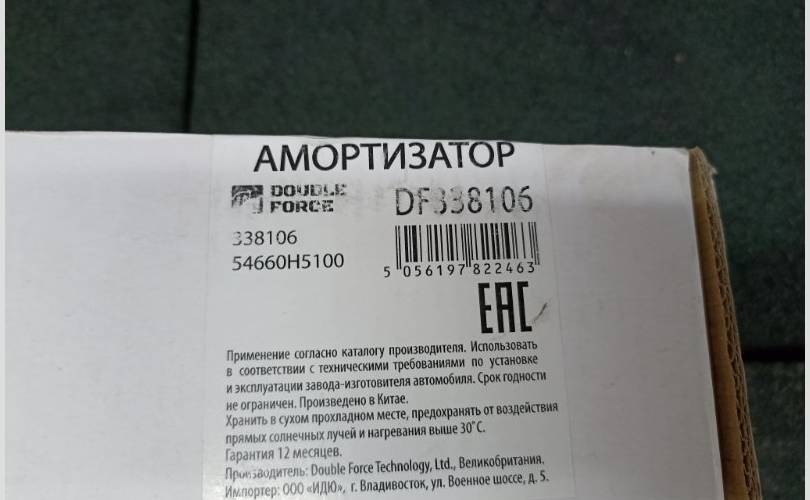 АМОРТИЗАТОР
DOUBLE
FORCE
DF338106
338106
54660H5100
5 056197 822463
EAC
Применение согласно каталогу производителя. Использовать
в соответствии с техническими требованиями по установке
и эксплуатации завода-изготовителя автомобиля. Срок годности
не ограничен. Произведено в Китае.
Хранить в сухом прохладном месте, предохранять от воздействия
прямых солнечных лучей и нагревания выше 30˚С.
Гарантия 12 месяцев.
Производитель: Double Force Technology, Ltd., Великобритания.
Импортер: ООО «ИДЮ», г. Владивосток, ул. Военное шоссе, д. 5.